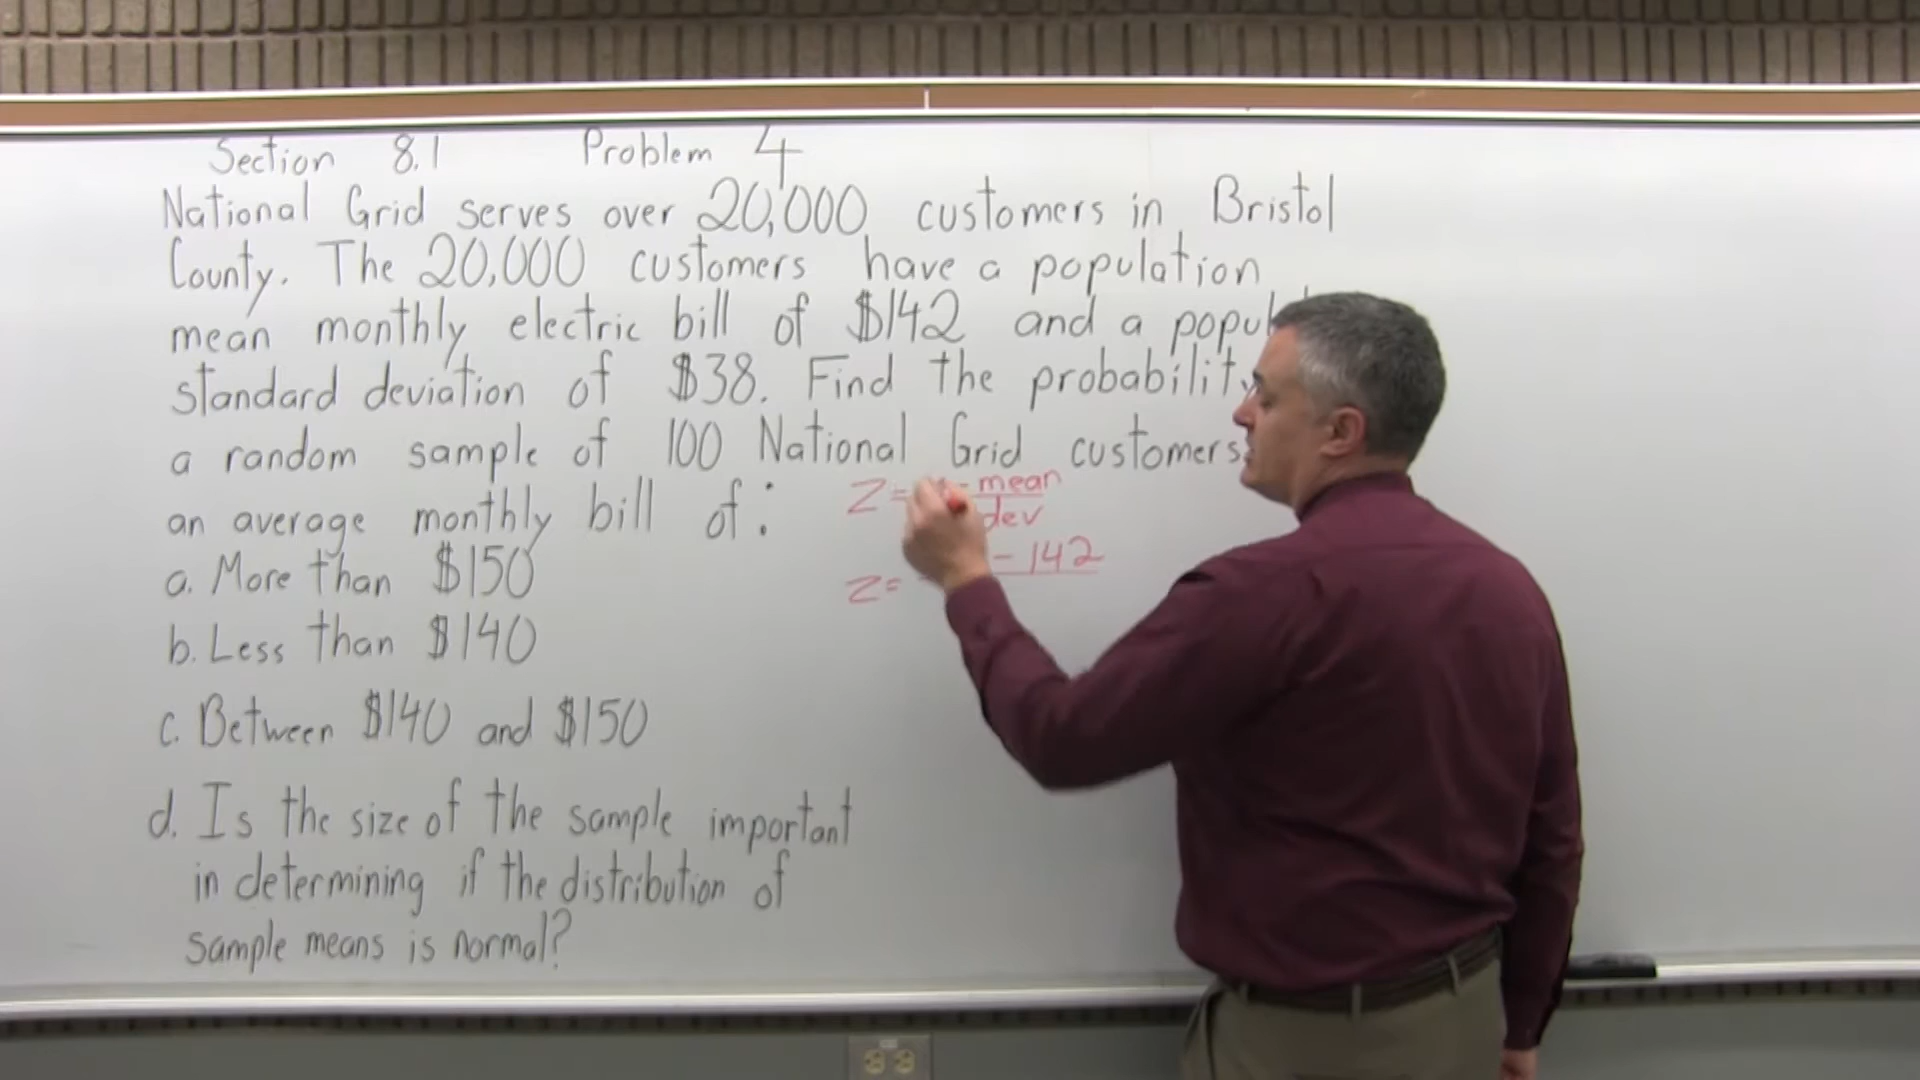 Section 8.1 Problem 4
National Grid serves over 20,000 customers in Bristol
County. The 20,000 customers have a population
mean monthly electric bill of $142 and a
standard deviation of $38. Find the probability
a random sample of 100 National Grid customers
an average monthly bill of:
Z= - mean
dev
a. More than $150
Z= - 142
b. Less than $140
c. Between $140 and $150
d. Is the size of the sample important
in determining if the distribution of
sample means is normal?